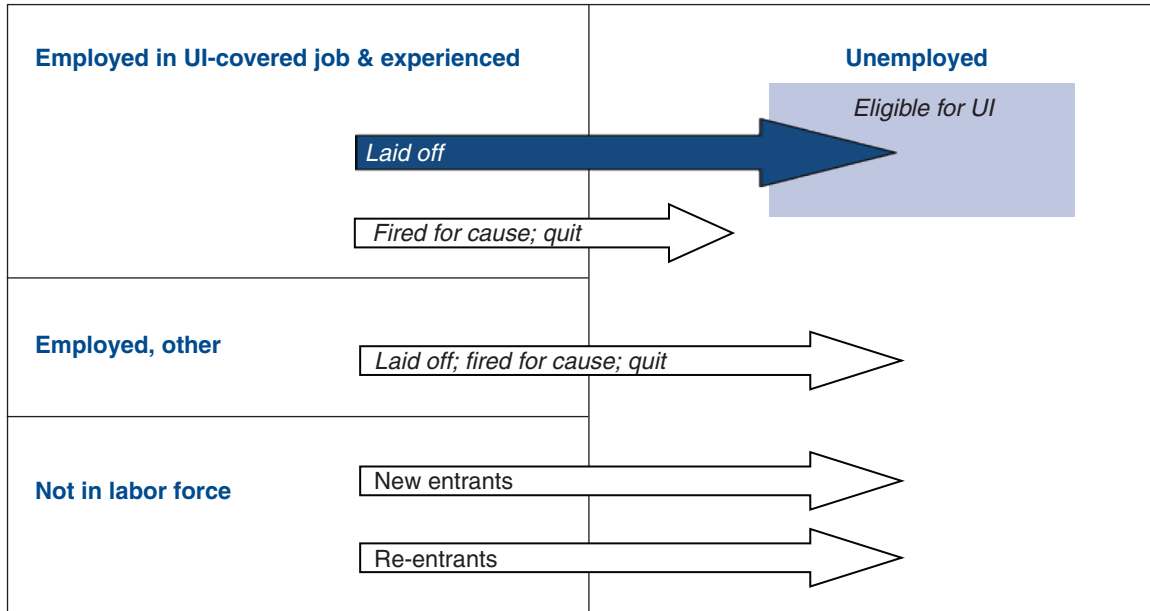 Employed in UI-covered job & experienced
Unemployed
Eligible for UI
Laid off
Fired for cause; quit
Employed, other
Laid off; fired for cause; quit
Not in labor force
New entrants
Re-entrants